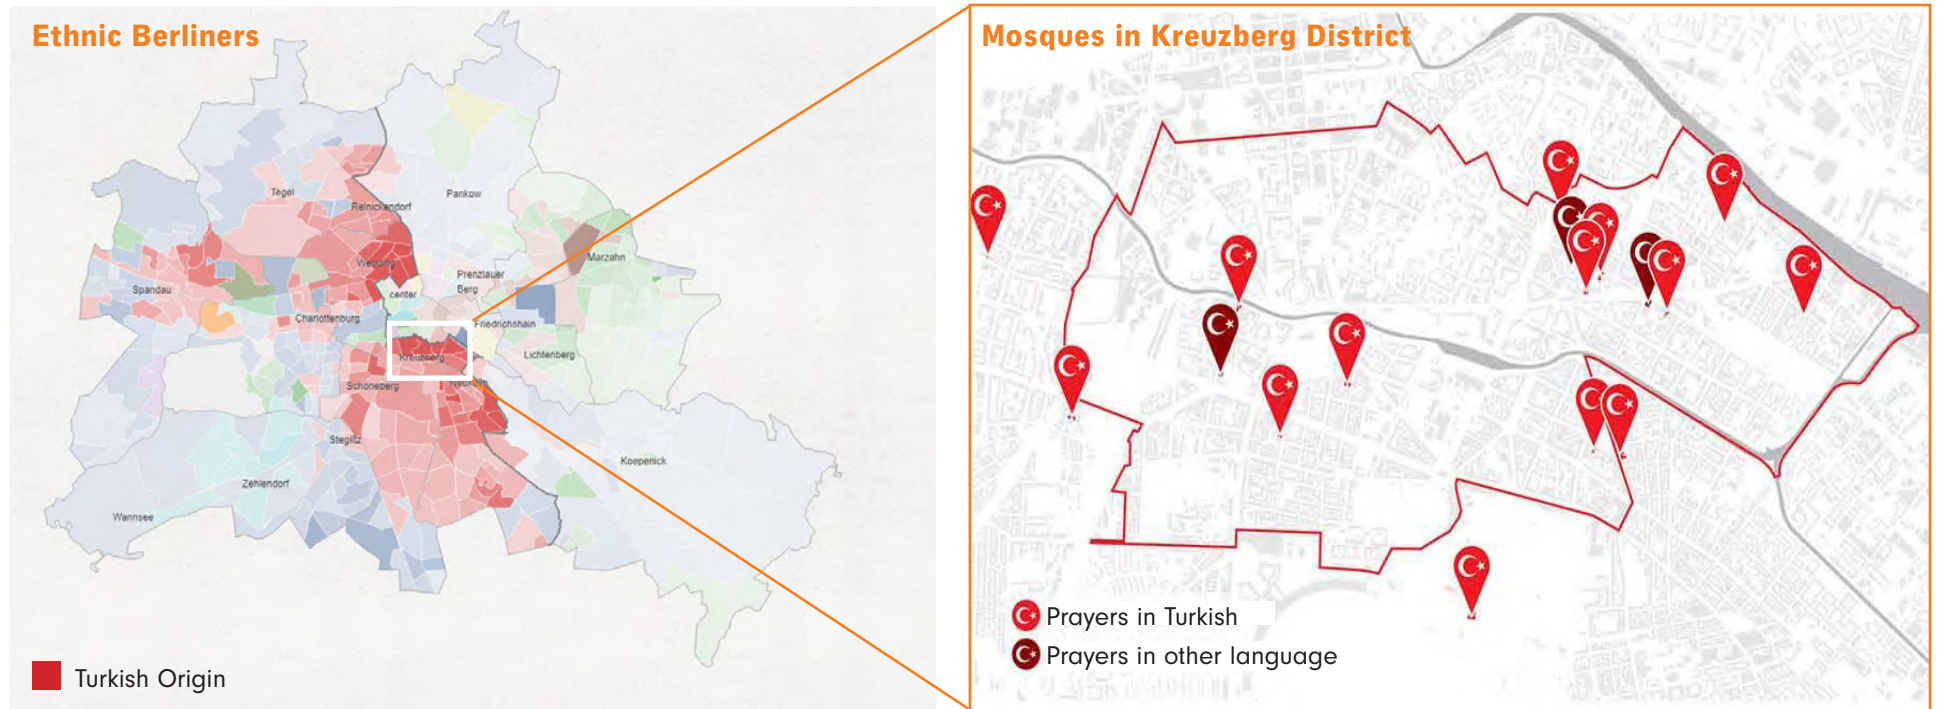 Ethnic Berliners
Tegel
Reinickendorf
Pankow
Wedding
Prenzlauer
Berg
Marzahn
Spandau
center
Charlottenburg
Friedrichshain
Kreuzberg
Lichtenberg
Schöneberg
Neukölln
Steglitz
Koepenick
Zehlendorf
Wannsee
Turkish Origin
Mosques in Kreuzberg District
Prayers in Turkish
Prayers in other language